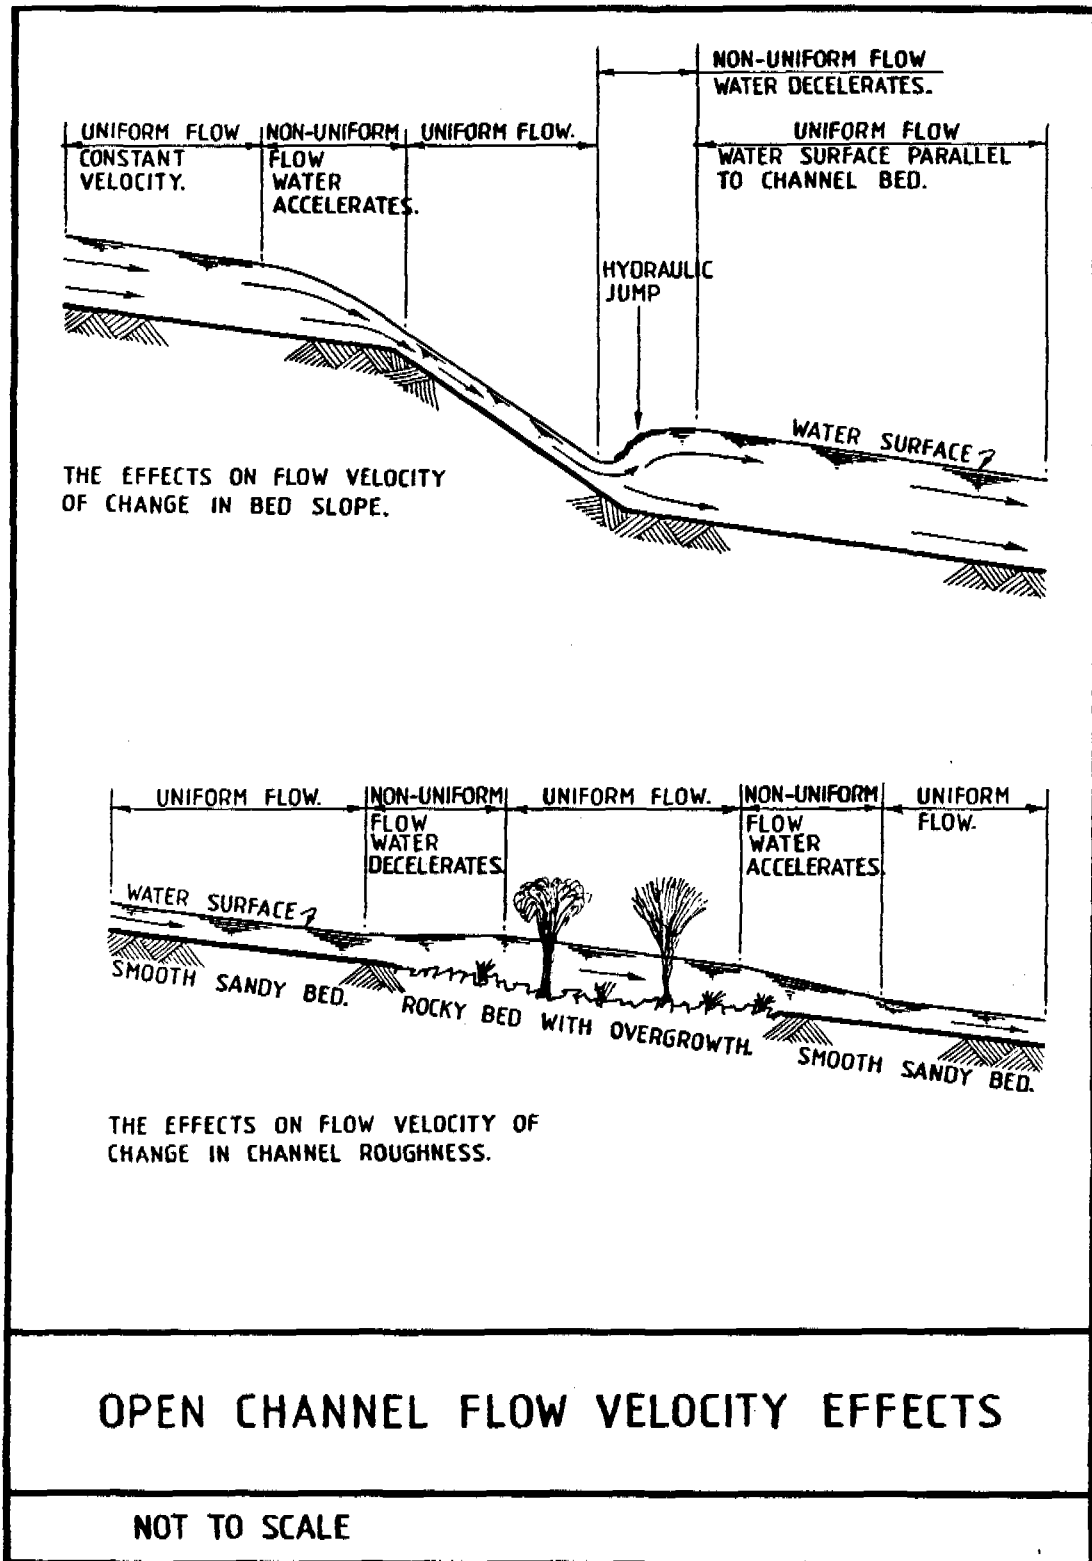 NON-UNIFORM FLOW
WATER DECELERATES.
UNIFORM FLOW
CONSTANT
VELOCITY.
NON-UNIFORM
FLOW
WATER
ACCELERATES.
UNIFORM FLOW.
UNIFORM FLOW
WATER SURFACE PARALLEL
TO CHANNEL BED.
HYDRAULIC
JUMP
WATER SURFACE
THE EFFECTS ON FLOW VELOCITY
OF CHANGE IN BED SLOPE.
UNIFORM FLOW.
NON-UNIFORM
FLOW
WATER
DECELERATES
UNIFORM FLOW.
NON-UNIFORM
FLOW
WATER
ACCELERATES
UNIFORM
FLOW.
WATER SURFACE
SMOOTH SANDY BED.
ROCKY BED WITH OVERGROWTH.
SMOOTH SANDY BED.
THE EFFECTS ON FLOW VELOCITY OF
CHANGE IN CHANNEL ROUGHNESS.
OPEN CHANNEL FLOW VELOCITY EFFECTS
NOT TO SCALE